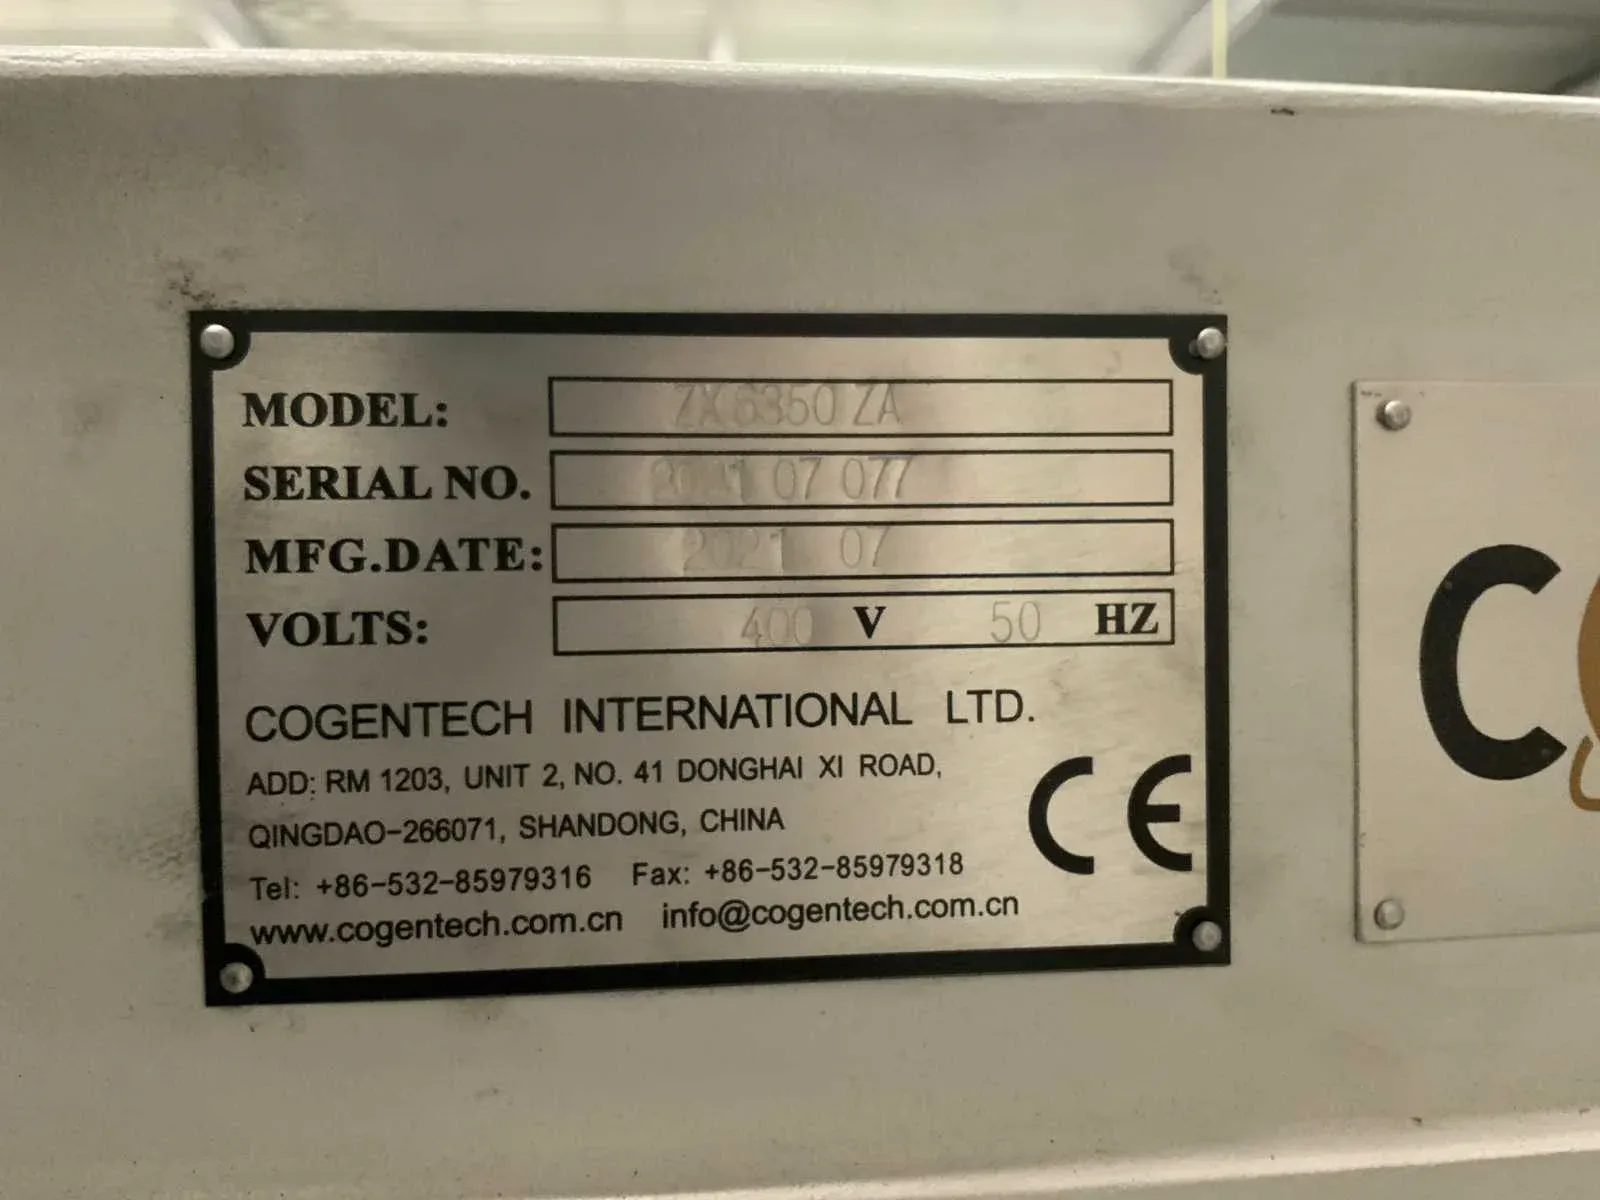 MODEL: ZX6350ZA
SERIAL NO. 2021 07 077
MFG.DATE: 2021 07
VOLTS: 400 V 50 HZ
COGENTECH INTERNATIONAL LTD.
ADD: RM 1203, UNIT 2, NO. 41 DONGHAI XI ROAD,
QINGDAO-266071, SHANDONG, CHINA
Tel: +86-532-85979316 Fax: +86-532-85979318
www.cogentech.com.cn info@cogentech.com.cn
CE
C